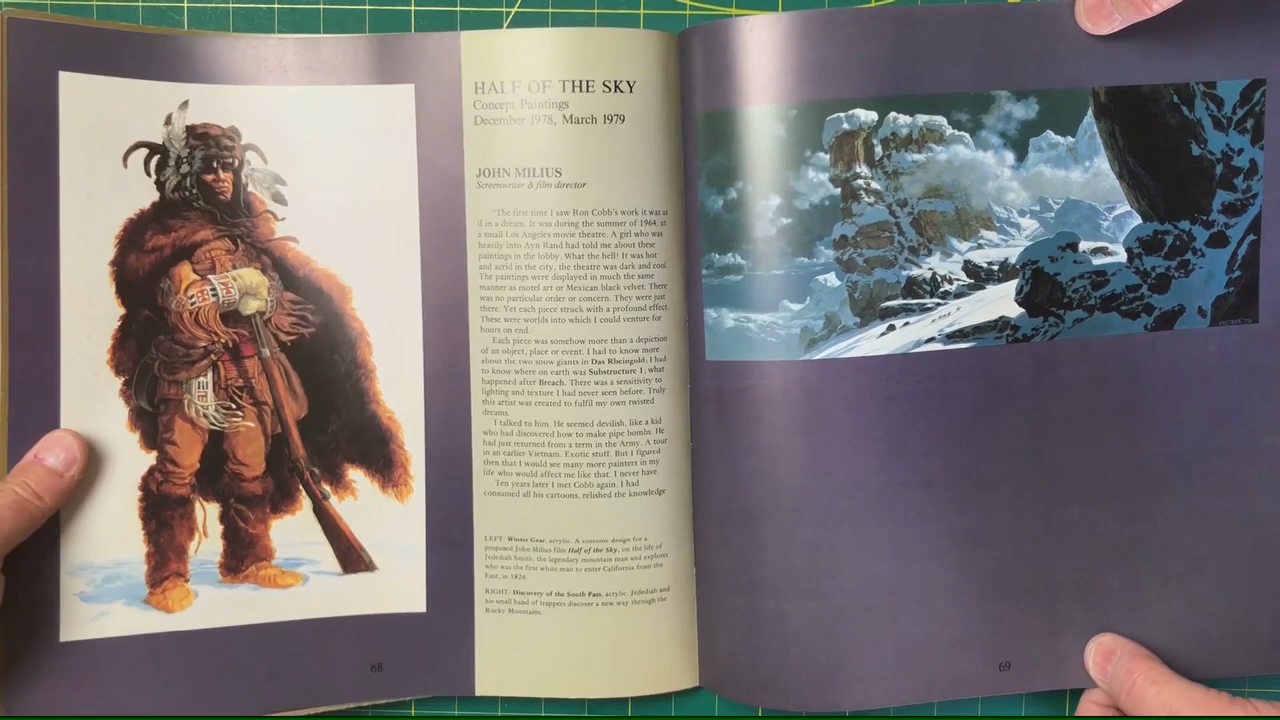 HALF OF THE SKY
Concept Paintings
December 1978, March 1979
JOHN MILIUS
Screenwriter & film director
"The first time I saw Ron Cobb's work it was as
if in a dream. It was during the summer of 1964, at
a small Los Angeles movie theatre. A girl who was
heavily into Ayn Rand had told me about these
paintings in the lobby. What the hell! It was hot
and acrid in the city, the theatre was dark and cool.
The paintings were displayed in much the same
manner as motel art or Mexican black velvet. There
was no particular order or concern. They were just
there. Yet each piece struck with a profound effect.
These were worlds into which I could venture for
hours on end.
Each piece was somehow more than a depiction
of an object, place or event. I had to know more
about the two snow giants in Das Rheingold; I had
to know where on earth was Substructure 1; what
happened after Breach. There was a sensitivity to
lighting and texture I had never seen before. Truly
this artist was created to fulfil my own twisted
dreams.
I talked to him. He seemed devilish, like a kid
who had discovered how to make pipe bombs. He
had just returned from a term in the Army. A tour
in an earlier Vietnam. Exotic stuff. But I figured
then that I would see many more painters in my
life who would affect me like that. I never have.
Ten years later I met Cobb again. I had
consumed all his cartoons, relished the knowledge
LEFT: Winter Gear, acrylic. A costume design for a
proposed John Milius film Half of the Sky, on the life of
Jedediah Smith, the legendary mountain man and explorer
who was the first white man to enter California from the
East, in 1826.
RIGHT: Discovery of the South Pass, acrylic. Jedediah and
his small band of trappers discover a new way through the
Rocky Mountains.
68
69